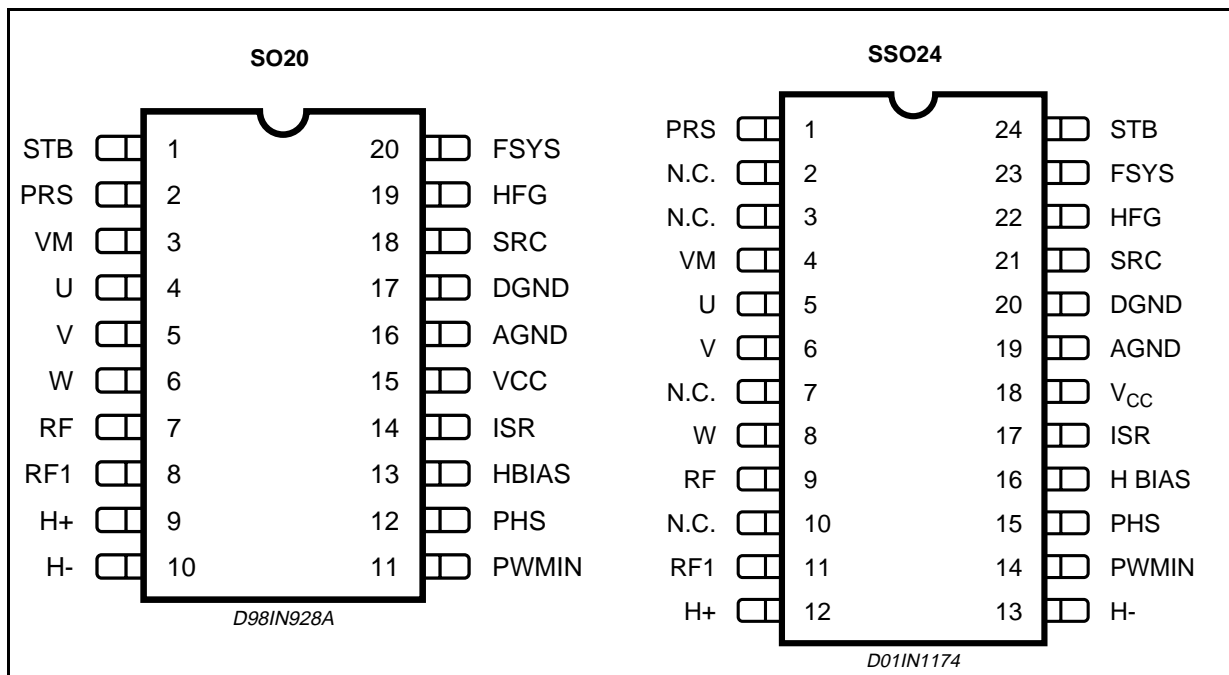 SO20
STB 1 20 FSYS
PRS 2 19 HFG
VM 3 18 SRC
U 4 17 DGND
V 5 16 AGND
W 6 15 VCC
RF 7 14 ISR
RF1 8 13 HBIAS
H+ 9 12 PHS
H- 10 11 PWMIN
D98IN928A
SSO24
PRS 1 24 STB
N.C. 2 23 FSYS
N.C. 3 22 HFG
VM 4 21 SRC
U 5 20 DGND
V 6 19 AGND
N.C. 7 18 VCC
W 8 17 ISR
RF 9 16 H BIAS
N.C. 10 15 PHS
RF1 11 14 PWMIN
H+ 12 13 H-
D01IN1174